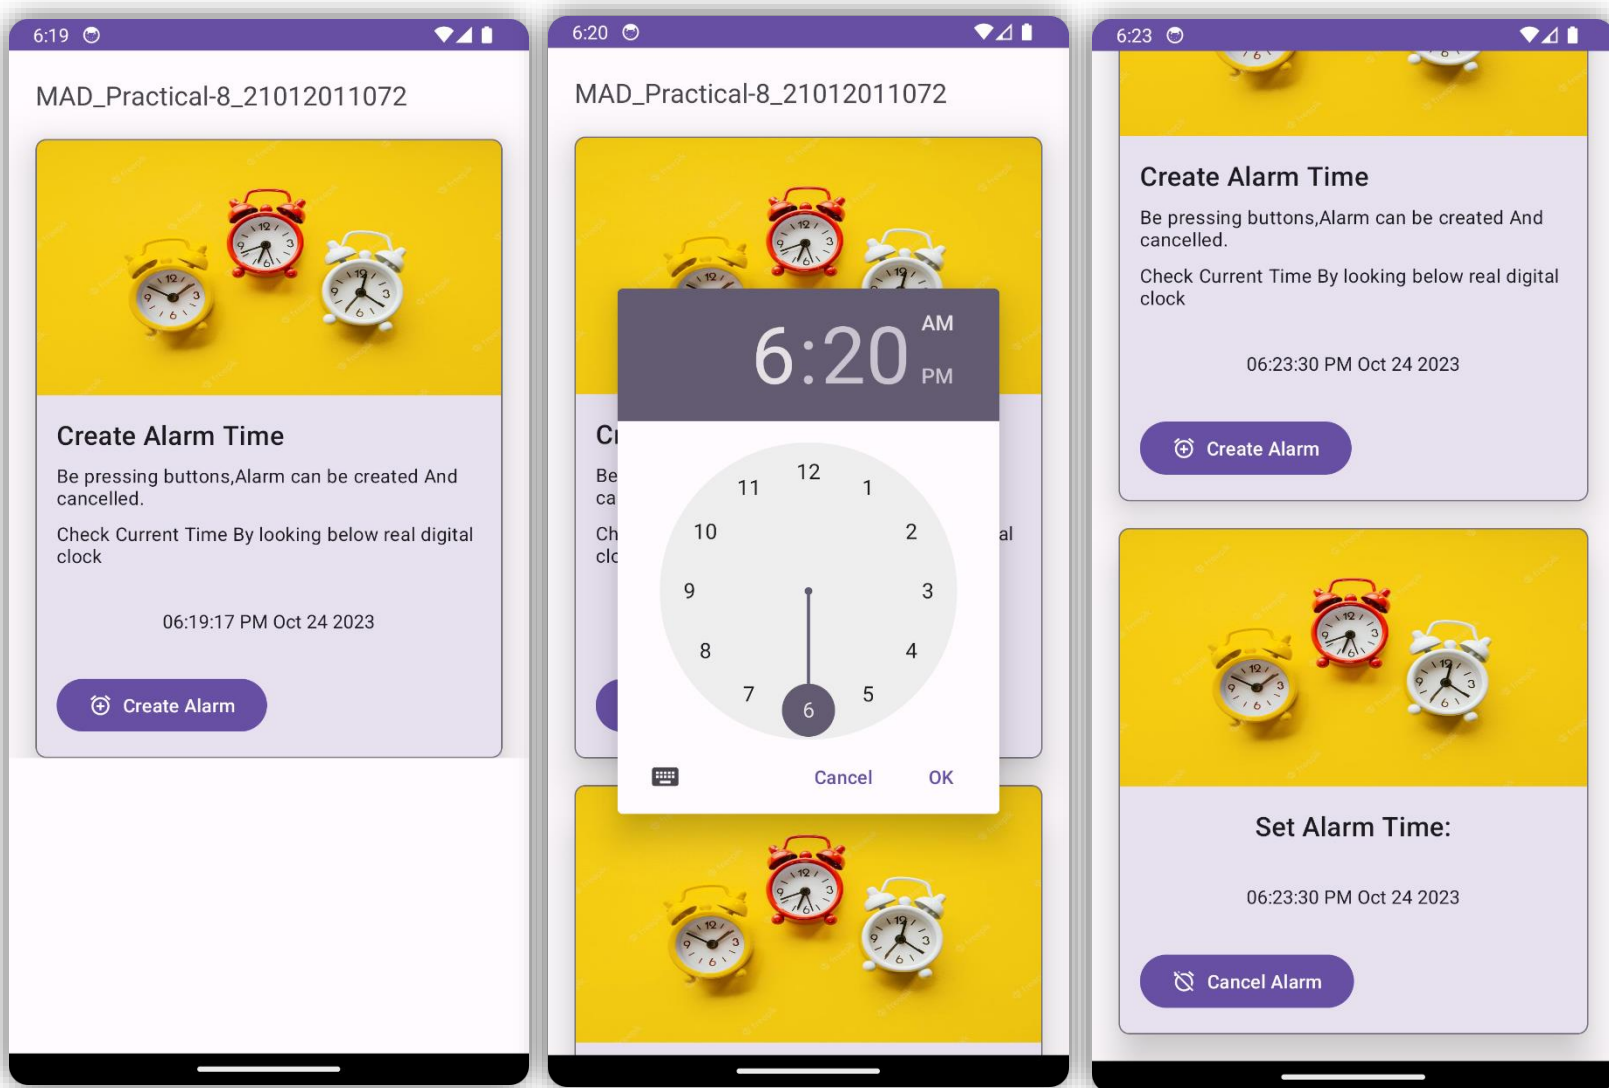 6:19
MAD_Practical-8_21012011072
Create Alarm Time
Be pressing buttons,Alarm can be created And
cancelled.
Check Current Time By looking below real digital
clock
06:19:17 PM Oct 24 2023
Create Alarm
6:20
MAD_Practical-8_21012011072
6:20
AM
PM
12
1
2
3
4
5
6
7
8
9
10
11
Cancel
OK
6:23
Create Alarm Time
Be pressing buttons,Alarm can be created And
cancelled.
Check Current Time By looking below real digital
clock
06:23:30 PM Oct 24 2023
Create Alarm
Set Alarm Time:
06:23:30 PM Oct 24 2023
Cancel Alarm